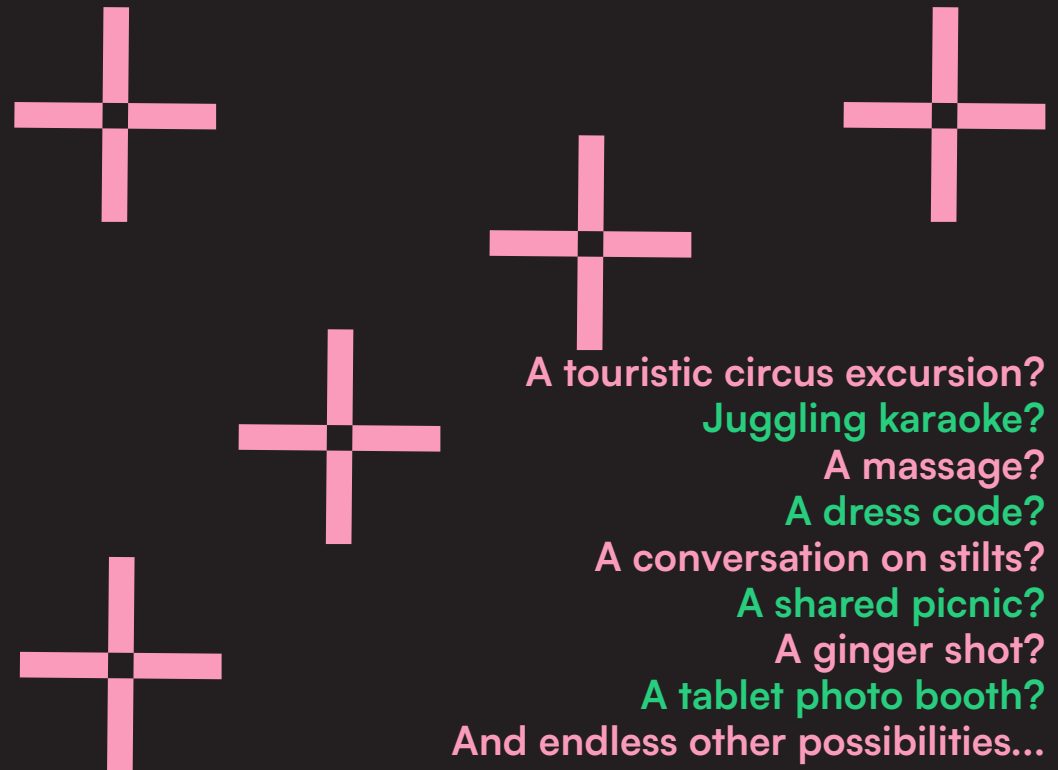 A touristic circus excursion?
Juggling karaoke?
A massage?
A dress code?
A conversation on stilts?
A shared picnic?
A ginger shot?
A tablet photo booth?
And endless other possibilities...